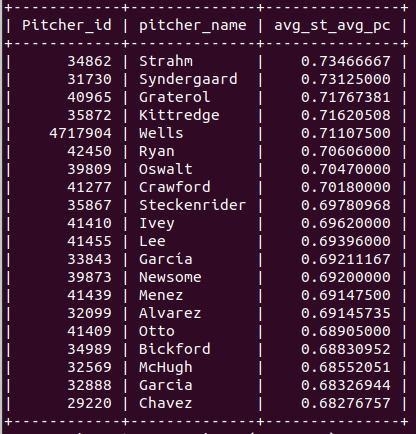 +------------+--------------+---------------+
| Pitcher_id | pitcher_name | avg_st_avg_pc |
+------------+--------------+---------------+
| 34862 | Strahm | 0.73466667 |
| 31730 | Syndergaard | 0.73125000 |
| 40965 | Graterol | 0.71767381 |
| 35872 | Kittredge | 0.71620508 |
| 4717904 | Wells | 0.71107500 |
| 42450 | Ryan | 0.70606000 |
| 39809 | Oswalt | 0.70470000 |
| 41277 | Crawford | 0.70180000 |
| 35867 | Steckenrider | 0.69780968 |
| 41410 | Ivey | 0.69620000 |
| 41455 | Lee | 0.69396000 |
| 33843 | García | 0.69211167 |
| 39873 | Newsome | 0.69200000 |
| 41439 | Menez | 0.69147500 |
| 32099 | Alvarez | 0.69145735 |
| 41409 | Otto | 0.68905000 |
| 34989 | Bickford | 0.68830952 |
| 32569 | McHugh | 0.68552051 |
| 32888 | Garcia | 0.68326944 |
| 29220 | Chavez | 0.68276757 |
+------------+--------------+---------------+